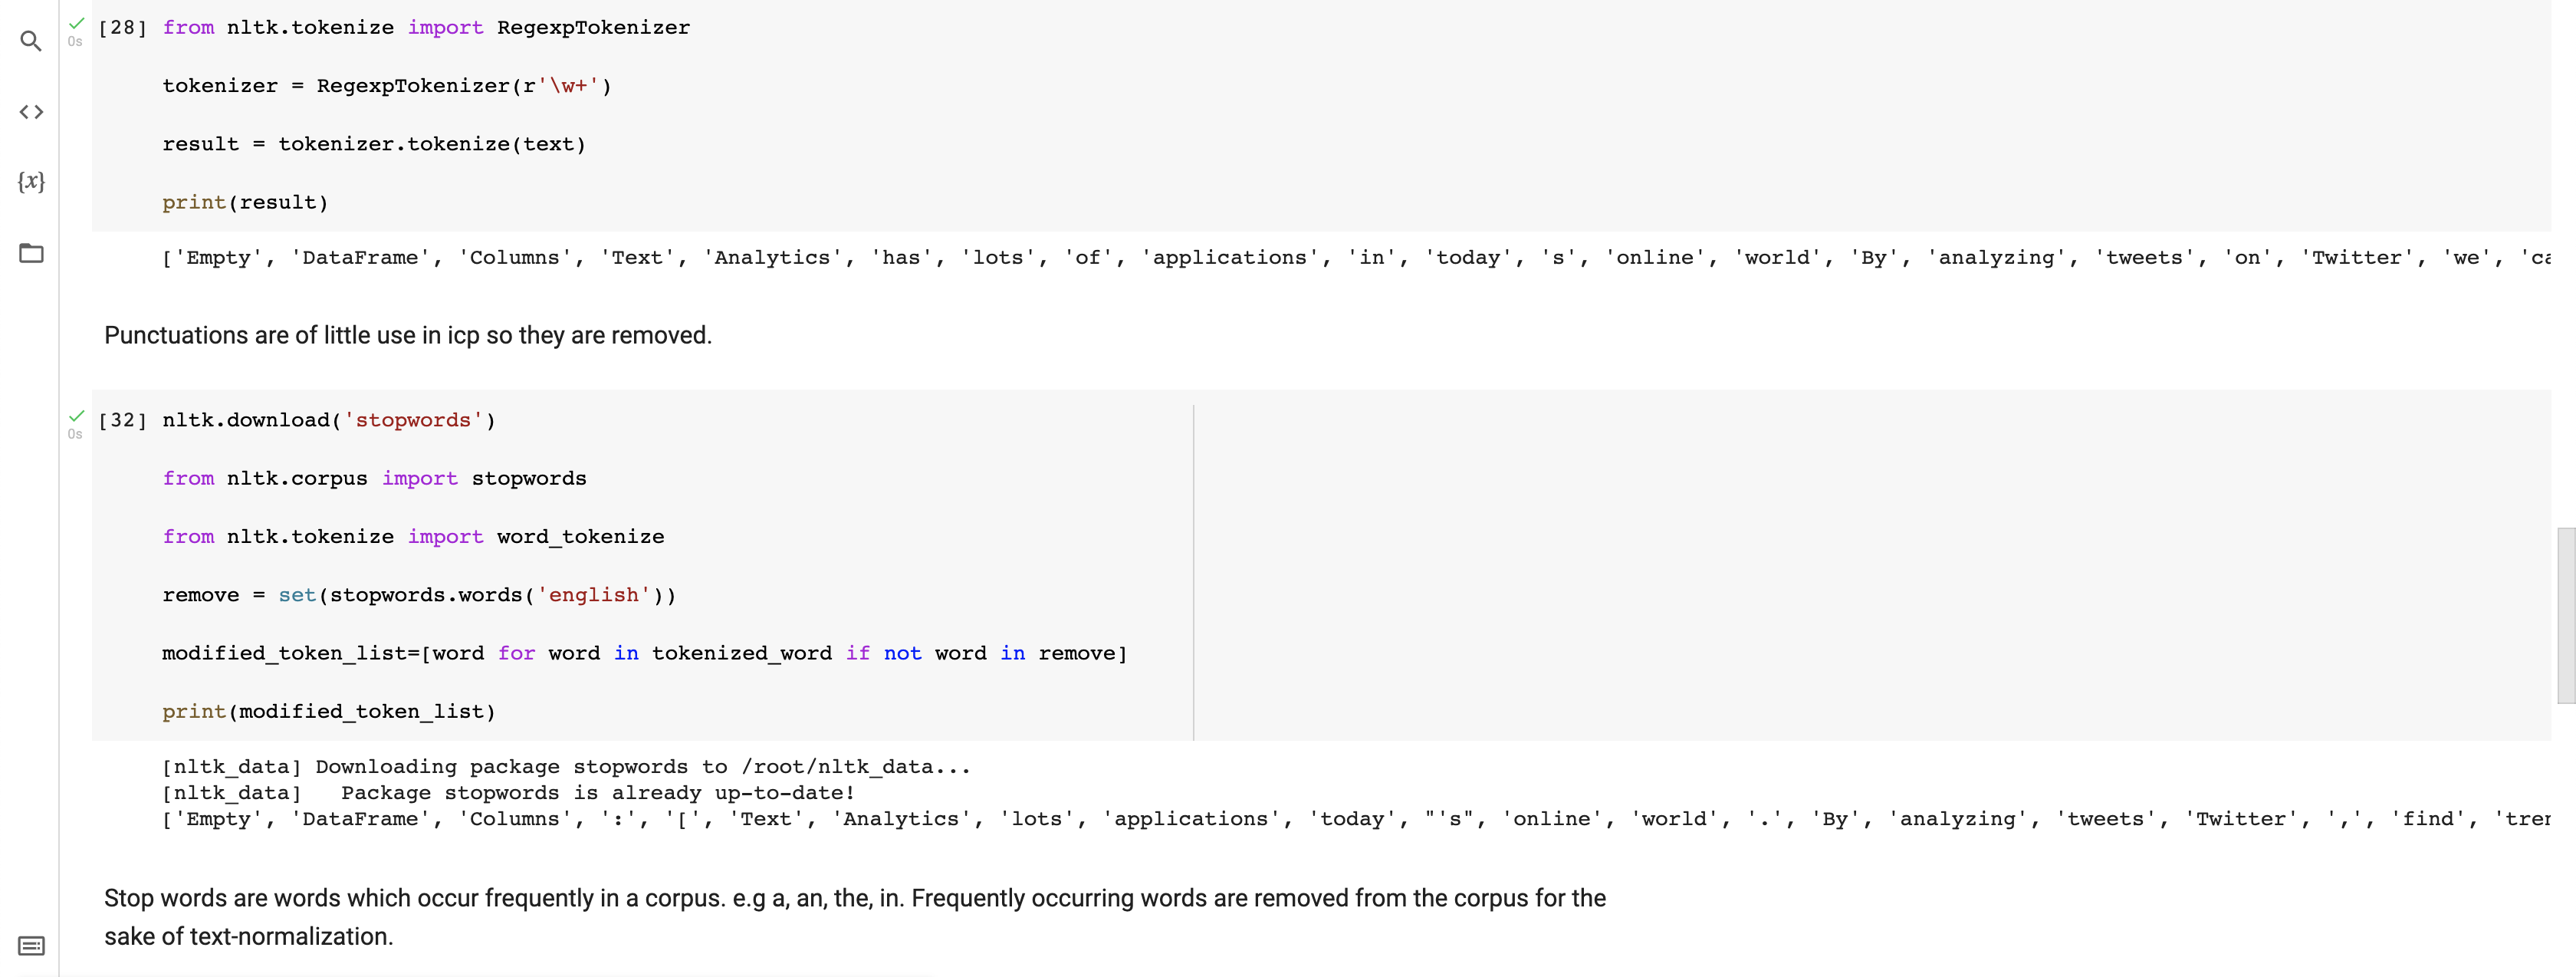 [28] from nltk.tokenize import RegexpTokenizer
0s
tokenizer = RegexpTokenizer(r'\w+')
{x}
result = tokenizer.tokenize(text)
print(result)
['Empty', 'DataFrame', 'Columns', 'Text', 'Analytics', 'has', 'lots', 'of', 'applications', 'in', 'today', 's', 'online', 'world', 'By', 'analyzing', 'tweets', 'on', 'Twitter', 'we', 'ca
Punctuations are of little use in icp so they are removed.
[32] nltk.download('stopwords')
0s
from nltk.corpus import stopwords
from nltk.tokenize import word_tokenize
remove = set(stopwords.words('english'))
modified_token_list=[word for word in tokenized_word if not word in remove]
print(modified_token_list)
[nltk_data] Downloading package stopwords to /root/nltk_data...
[nltk_data]   Package stopwords is already up-to-date!
['Empty', 'DataFrame', 'Columns', ':', '[', 'Text', 'Analytics', 'lots', 'applications', 'today', "'s", 'online', 'world', '.', 'By', 'analyzing', 'tweets', 'Twitter', ',', 'find', 'tren
Stop words are words which occur frequently in a corpus. e.g a, an, the, in. Frequently occurring words are removed from the corpus for the
sake of text-normalization.